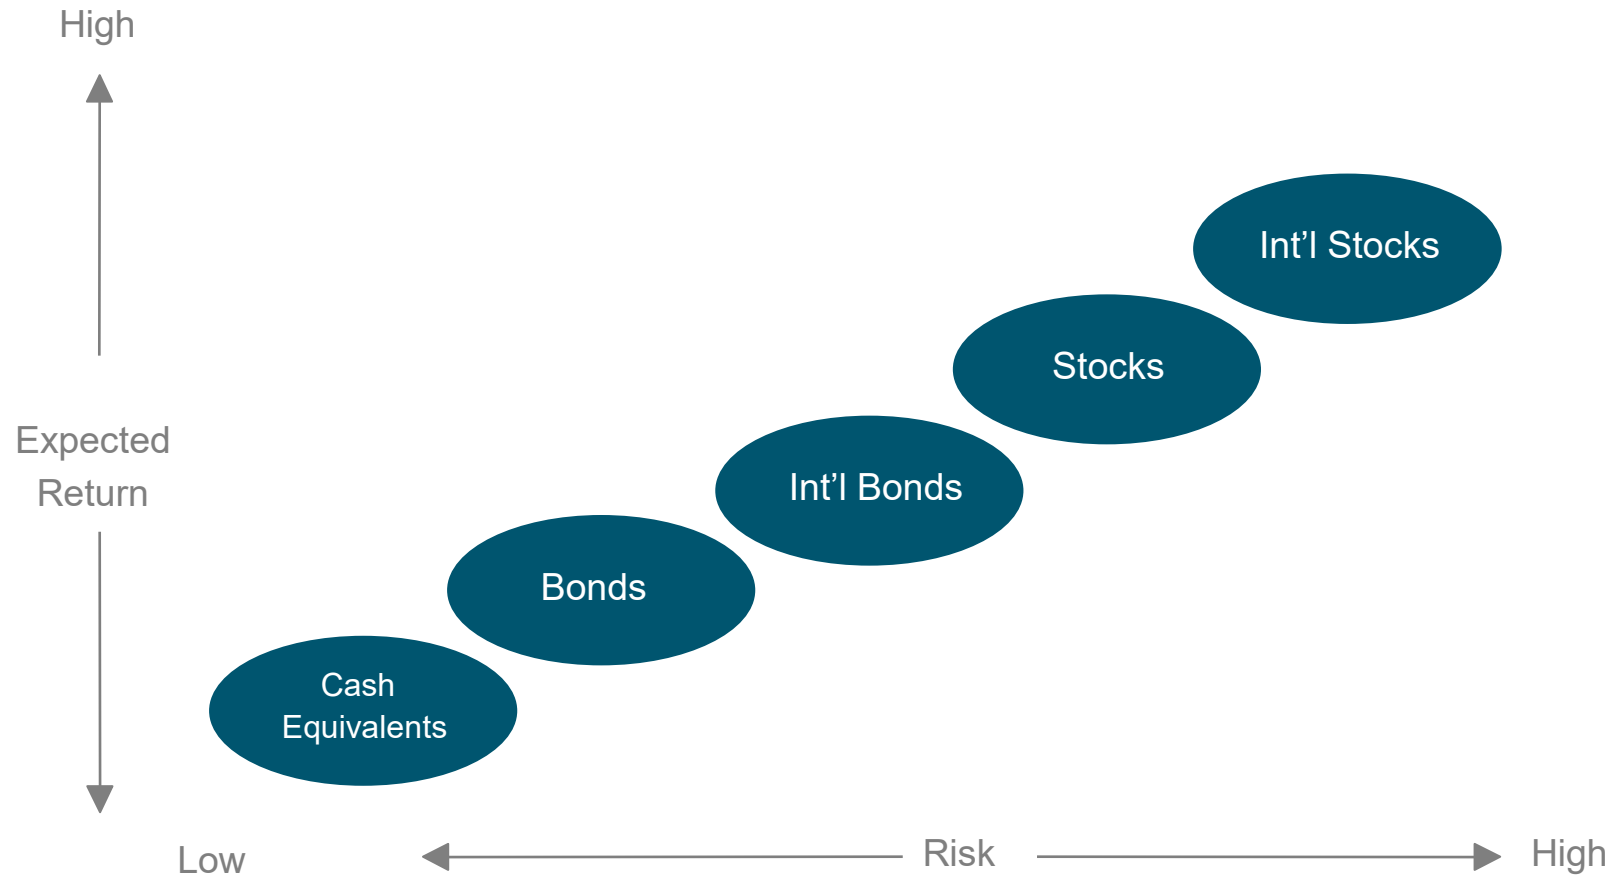 High
Int’l Stocks
Stocks
Expected
Return
Int’l Bonds
Bonds
Cash
Equivalents
Low
Risk
High